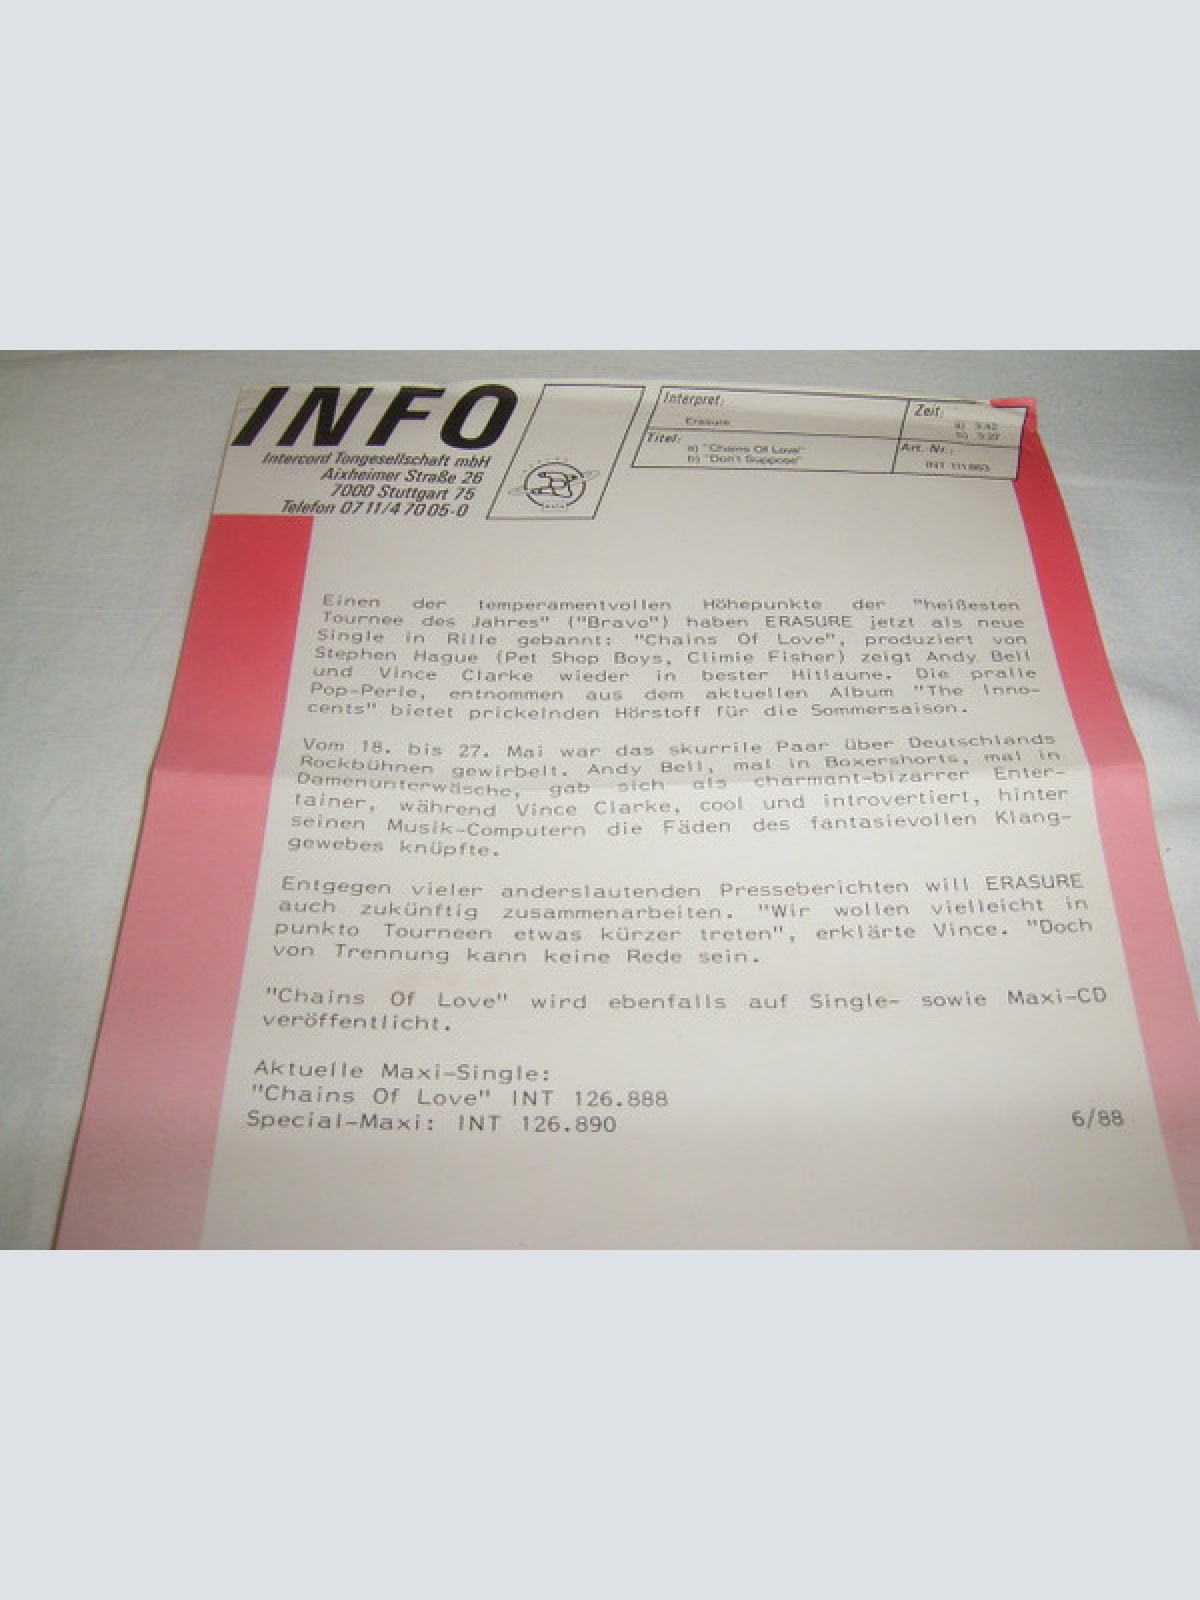 INFO
Intercord Tongesellschaft mbH
Aixheimer Straße 26
7000 Stuttgart 75
Telefon 0711/4 70 05-0
Interpret:
Erasure
Zeit:
a) 3:42
b)
Titel:
a) "Chains Of Love"
b) "Don't Suppose"
Art.-Nr.:
INT 111.863
Einen der temperamentvollen Höhepunkte der "heißesten
Tournee des Jahres" ("Bravo") haben ERASURE jetzt als neue
Single in Rille gebannt: "Chains Of Love", produziert von
Stephen Hague (Pet Shop Boys, Climie Fisher) zeigt Andy Bell
und Vince Clarke wieder in bester Hitlaune. Die pralle
Pop-Perle, entnommen aus dem aktuellen Album "The Inno-
cents" bietet prickelnden Hörstoff für die Sommersaison.
Vom 18. bis 27. Mai war das skurrile Paar über Deutschlands
Rockbühnen gewirbelt. Andy Bell, mal in Boxershorts, mal in
Damenunterwäsche, gab sich als charmant-bizarrer Enter-
tainer, während Vince Clarke, cool und introvertiert, hinter
seinen Musik-Computern die Fäden des fantasievollen Klang-
gewebes knüpfte.
Entgegen vieler anderslautenden Presseberichten will ERASURE
auch zukünftig zusammenarbeiten. "Wir wollen vielleicht in
punkto Tourneen etwas kürzer treten", erklärte Vince. "Doch
von Trennung kann keine Rede sein.
"Chains Of Love" wird ebenfalls auf Single- sowie Maxi-CD
veröffentlicht.
Aktuelle Maxi-Single:
"Chains Of Love" INT 126.888
Special-Maxi: INT 126.890
6/88